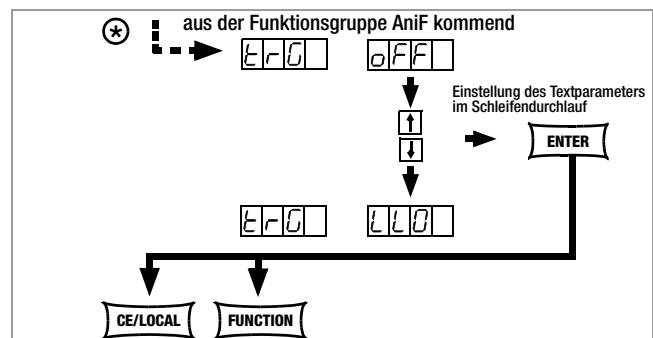 aus der Funktionsgruppe AniF kommend
trG oFF
Einstellung des Textparameters
im Schleifendurchlauf
ENTER
trG LLO
CE/LOCAL FUNCTION